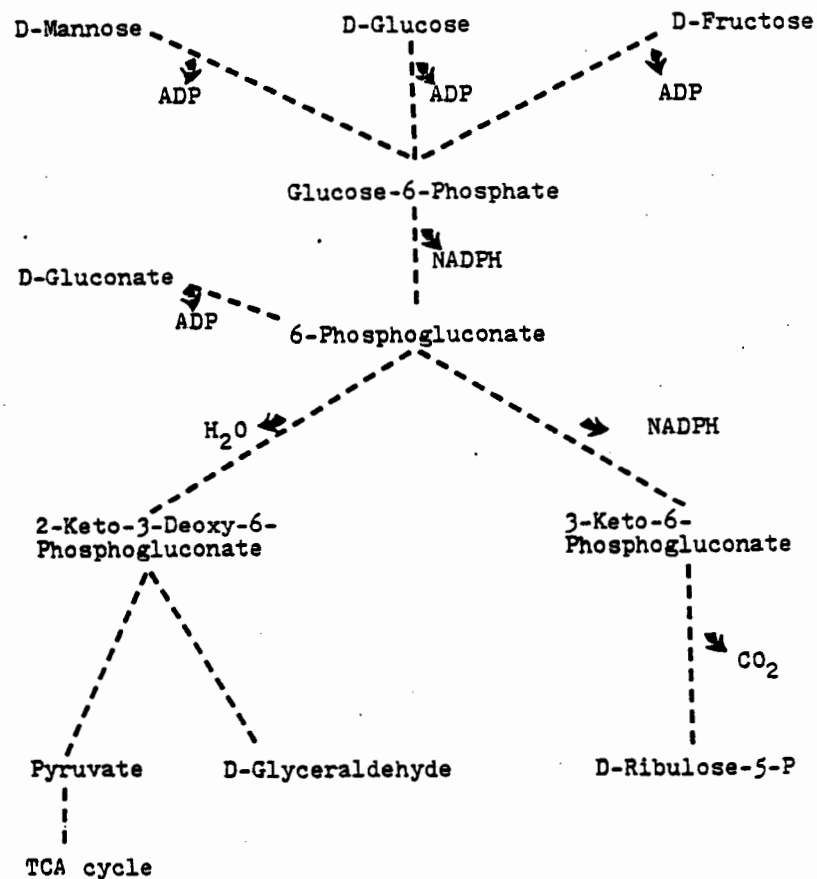 D-Mannose
D-Glucose
D-Fructose
ADP
ADP
ADP
Glucose-6-Phosphate
NADPH
D-Gluconate
ADP
6-Phosphogluconate
H2O
NADPH
2-Keto-3-Deoxy-6-
Phosphogluconate
3-Keto-6-
Phosphogluconate
CO2
Pyruvate
D-Glyceraldehyde
D-Ribulose-5-P
TCA cycle